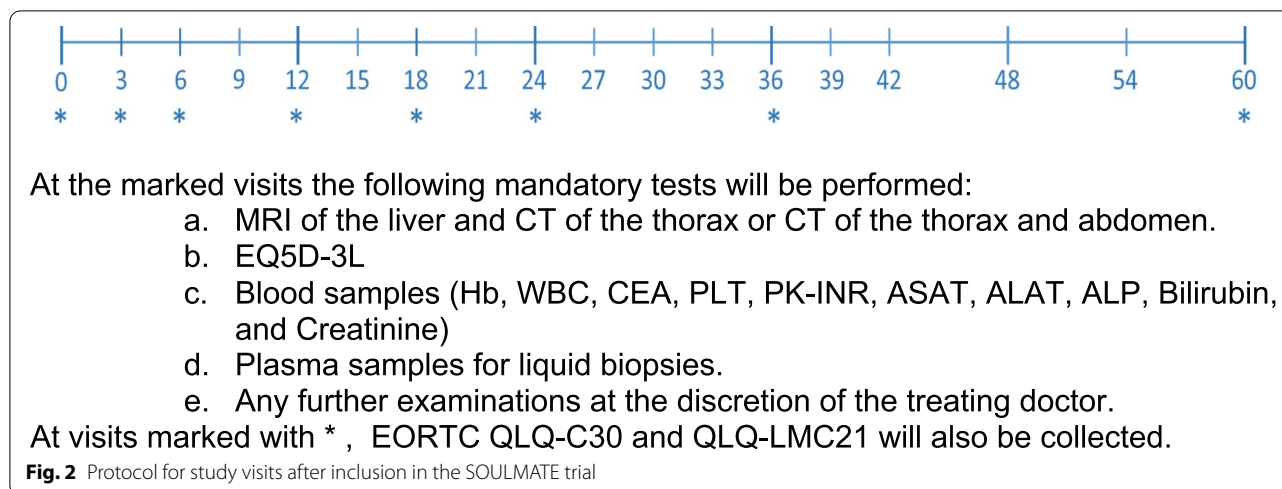 0 3 6 9 12 15 18 21 24 27 30 33 36 39 42 48 54 60
* * * * * * * *
At the marked visits the following mandatory tests will be performed:
a. MRI of the liver and CT of the thorax or CT of the thorax and abdomen.
b. EQ5D-3L
c. Blood samples (Hb, WBC, CEA, PLT, PK-INR, ASAT, ALAT, ALP, Bilirubin,
and Creatinine)
d. Plasma samples for liquid biopsies.
e. Any further examinations at the discretion of the treating doctor.
At visits marked with * , EORTC QLQ-C30 and QLQ-LMC21 will also be collected.
Fig. 2 Protocol for study visits after inclusion in the SOULMATE trial